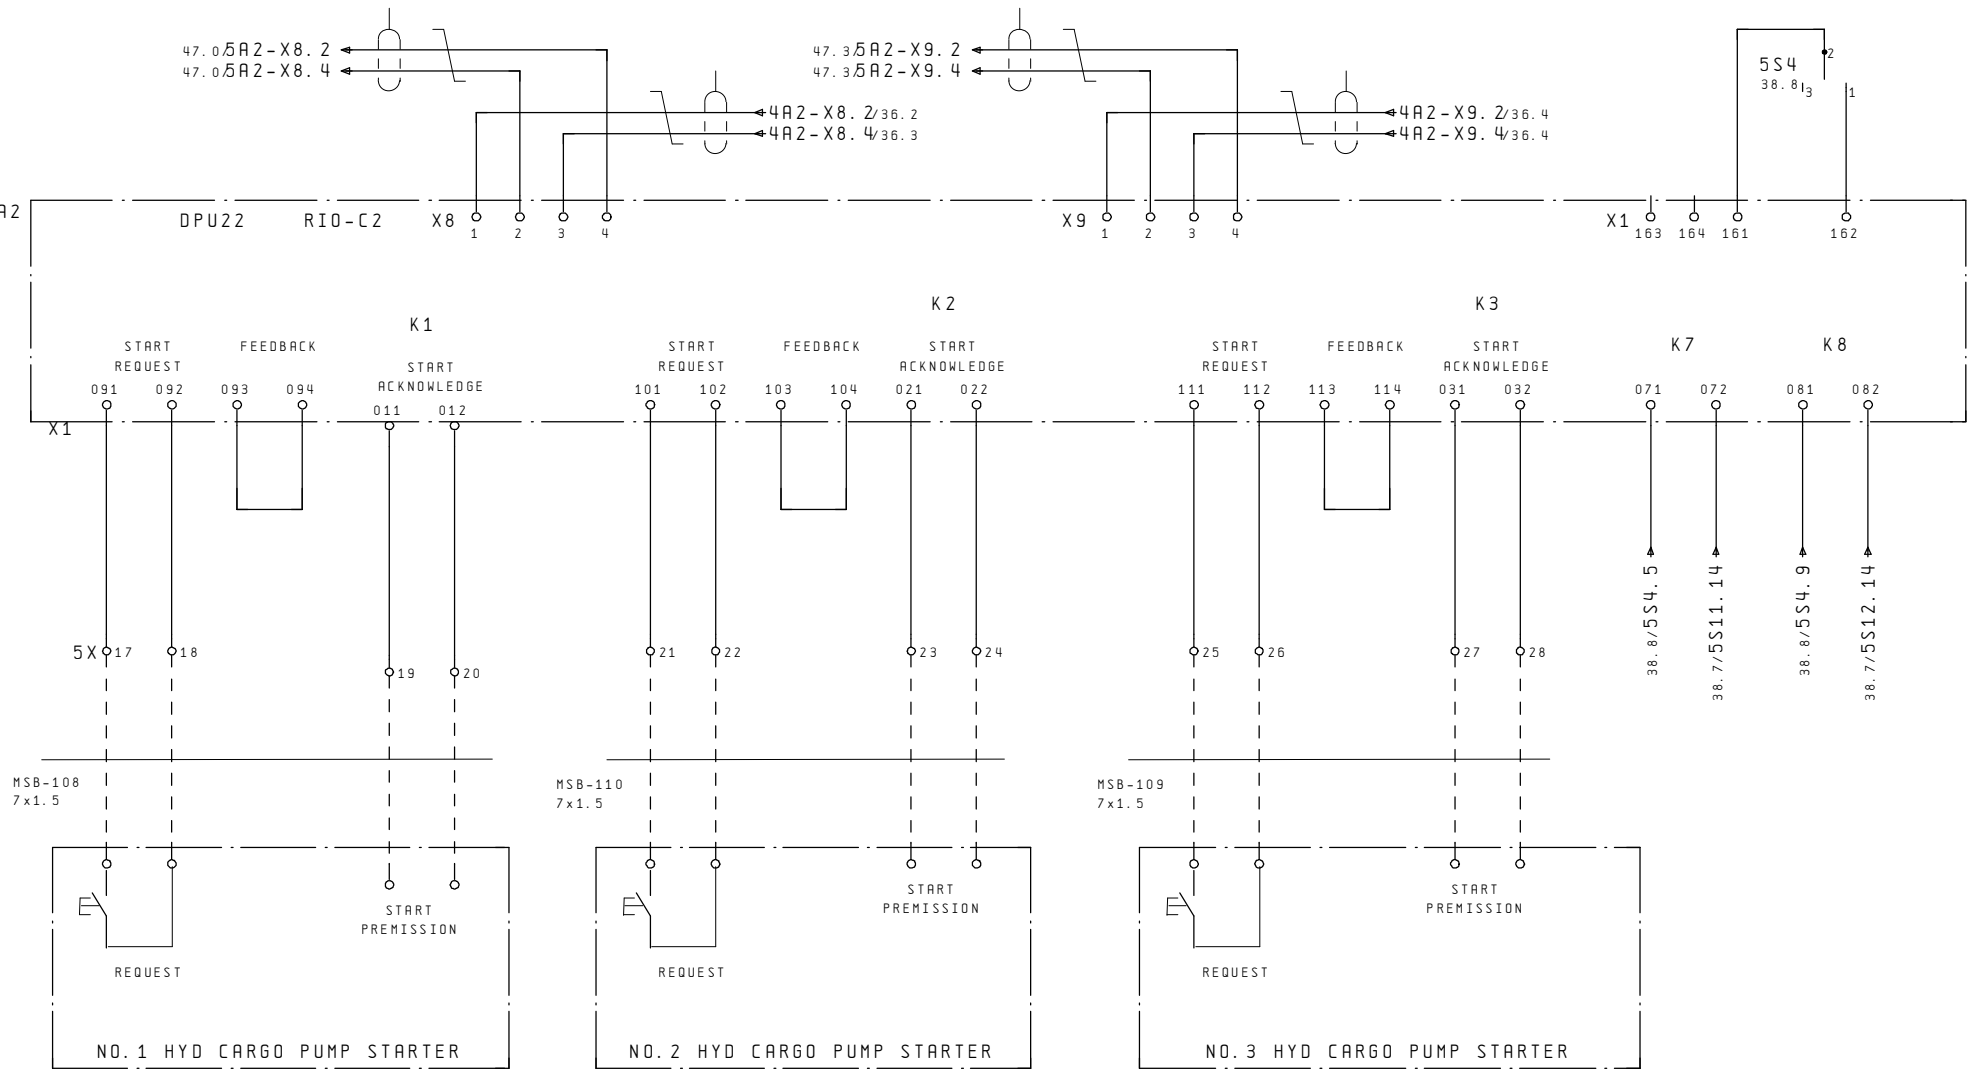 47.0/5A2-X8.2
47.0/5A2-X8.4
4A2-X8.2/36.2
4A2-X8.4/36.3
47.3/5A2-X9.2
47.3/5A2-X9.4
4A2-X9.2/36.4
4A2-X9.4/36.4
5S4
38.8
2
3
1
A2
DPU22 RIO-C2 X8 1 2 3 4
X9 1 2 3 4
X1 163 164 161 162
K1
K2
K3
K7
K8
START
REQUEST
FEEDBACK
START
ACKNOWLEDGE
START
REQUEST
FEEDBACK
START
ACKNOWLEDGE
START
REQUEST
FEEDBACK
START
ACKNOWLEDGE
091 092 093 094 011 012
101 102 103 104 021 022
111 112 113 114 031 032
071 072 081 082
X1
38.8/5S4.5
38.7/5S11.14
38.8/5S4.9
38.7/5S12.14
5X 17 18 19 20
21 22 23 24
25 26 27 28
MSB-108
7x1.5
MSB-110
7x1.5
MSB-109
7x1.5
START
PREMISSION
REQUEST
NO.1 HYD CARGO PUMP STARTER
START
PREMISSION
REQUEST
NO.2 HYD CARGO PUMP STARTER
START
PREMISSION
REQUEST
NO.3 HYD CARGO PUMP STARTER